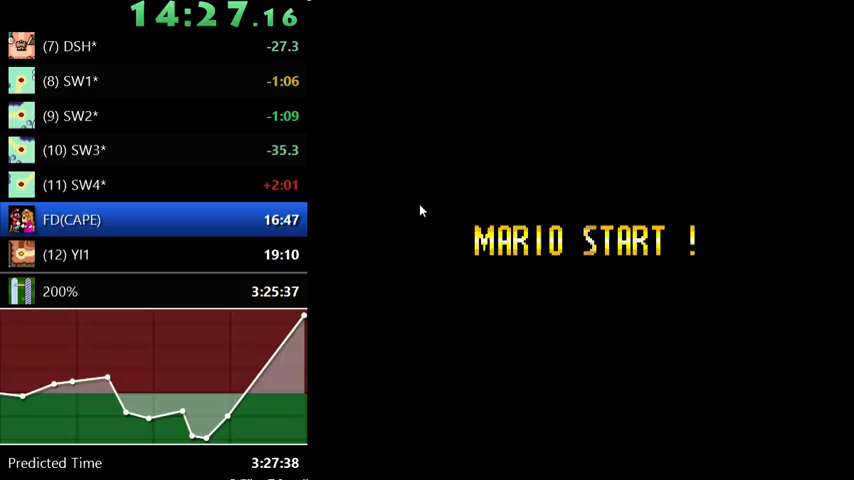 14:27.16
(7) DSH* -27.3
(8) SW1* -1:06
(9) SW2* -1:09
(10) SW3* -35.3
(11) SW4* +2:01
FD(CAPE) 16:47
(12) YI1 19:10
200% 3:25:37
Predicted Time 3:27:38
MARIO START !